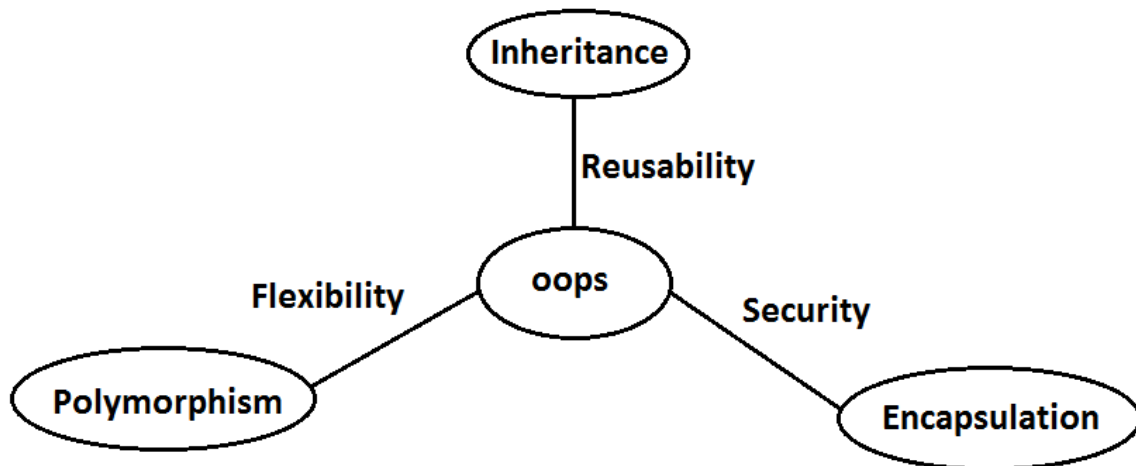 Inheritance
Reusability
oops
Flexibility
Security
Polymorphism
Encapsulation